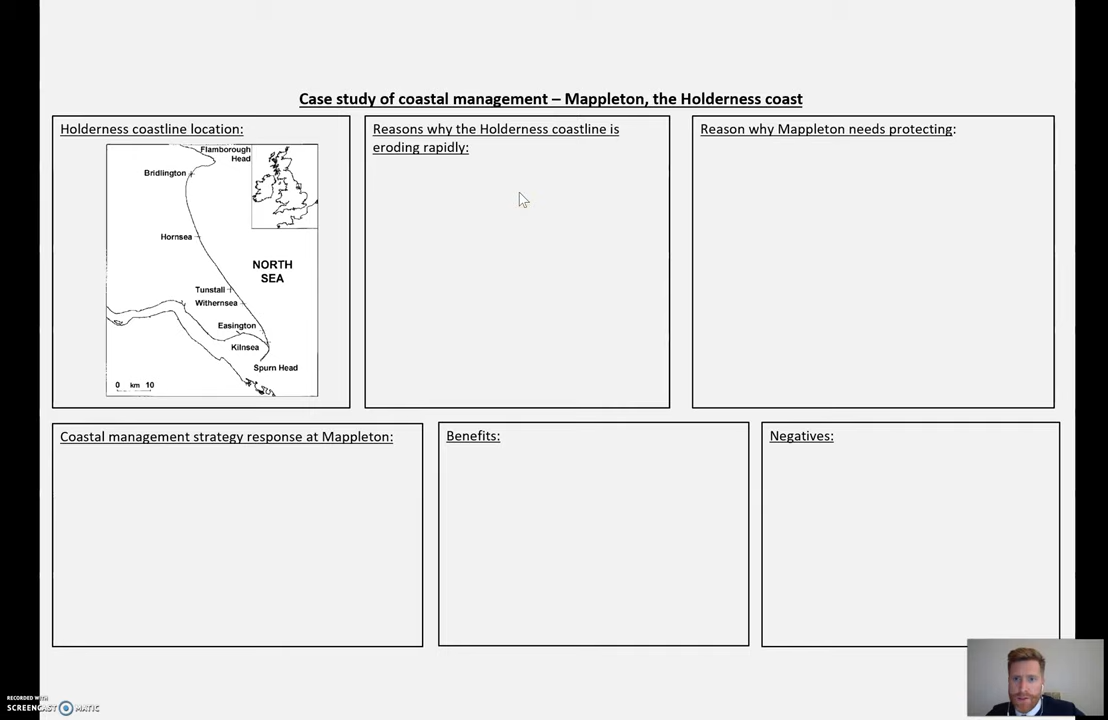 Case study of coastal management – Mappleton, the Holderness coast
Holderness coastline location:
Flamborough
Head
Bridlington
Hornsea
NORTH
SEA
Tunstall
Withernsea
Easington
Kilnsea
Spurn Head
0 km 10
Reasons why the Holderness coastline is
eroding rapidly:
Reason why Mappleton needs protecting:
Coastal management strategy response at Mappleton:
Benefits:
Negatives:
RECORDED WITH
SCREENCAST MATIC